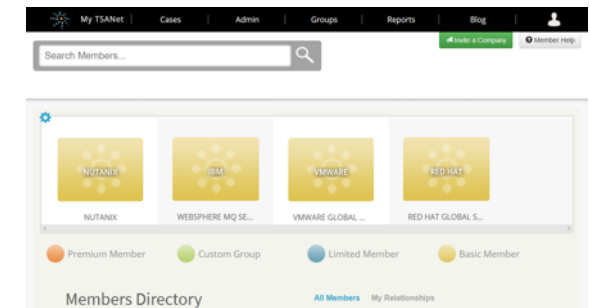 My TSANet Cases Admin Groups Reports Blog
Invite a Company Member Help
Search Members...
NUTANIX IBM VMWARE RED HAT
NUTANIX WEBSPHERE MQ SE... VMWARE GLOBAL ... RED HAT GLOBAL S...
Premium Member Custom Group Limited Member Basic Member
Members Directory All Members My Relationships